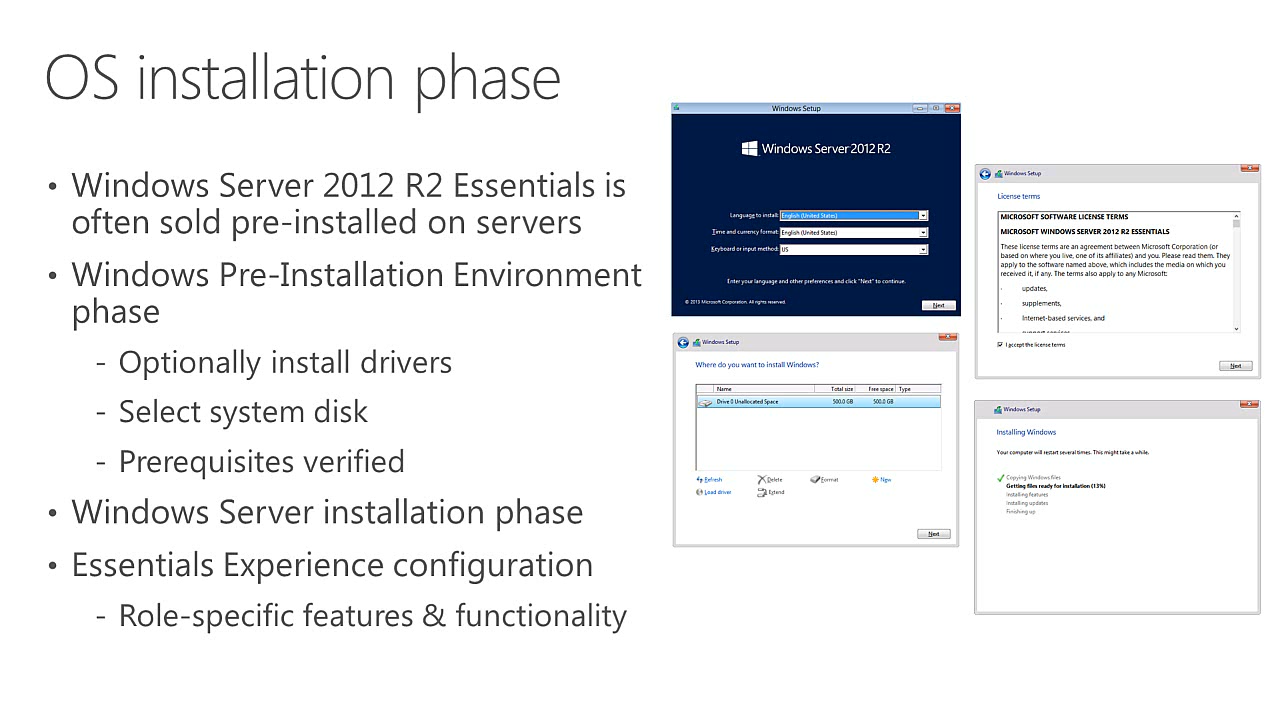 OS installation phase
• Windows Server 2012 R2 Essentials is
often sold pre-installed on servers
• Windows Pre-Installation Environment
phase
- Optionally install drivers
- Select system disk
- Prerequisites verified
• Windows Server installation phase
• Essentials Experience configuration
- Role-specific features & functionality
Windows Setup
Windows Server 2012 R2
Language to install: English (United States)
Time and currency format: English (United States)
Keyboard or input method: US
Enter your language and other preferences and click "Next" to continue.
© 2013 Microsoft Corporation. All rights reserved.
Next
Windows Setup
License terms
MICROSOFT SOFTWARE LICENSE TERMS
MICROSOFT WINDOWS SERVER 2012 R2 ESSENTIALS
These license terms are an agreement between Microsoft Corporation (or
based on where you live, one of its affiliates) and you. Please read them. They
apply to the software named above, which includes the media on which you
received it, if any. The terms also apply to any Microsoft:
· updates,
· supplements,
· Internet-based services, and
· support services
I accept the license terms
Next
Windows Setup
Where do you want to install Windows?
Name Total size Free space Type
Drive 0 Unallocated Space 500.0 GB 500.0 GB
Refresh Delete Format New
Load driver Extend
Next
Windows Setup
Installing Windows
Your computer will restart several times. This might take a while.
Copying Windows files
Getting files ready for installation (13%)
Installing features
Installing updates
Finishing up